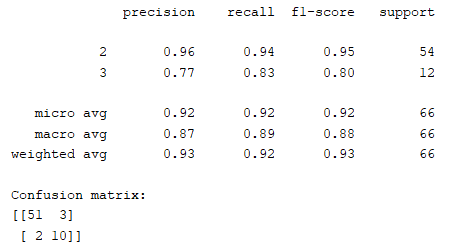 precision recall f1-score support
2 0.96 0.94 0.95 54
3 0.77 0.83 0.80 12
micro avg 0.92 0.92 0.92 66
macro avg 0.87 0.89 0.88 66
weighted avg 0.93 0.92 0.93 66
Confusion matrix:
[[51 3]
[ 2 10]]